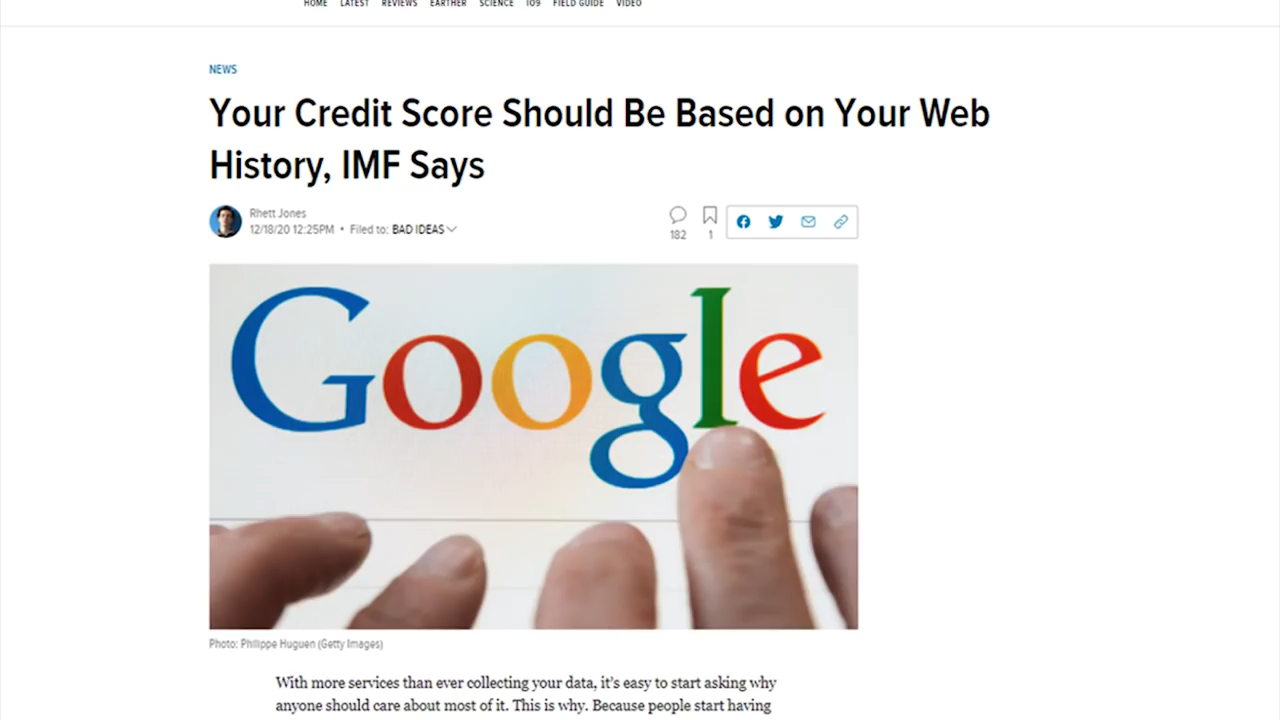 HOME LATEST REVIEWS EARTHER SCIENCE IO9 FIELD GUIDE VIDEO
NEWS
Your Credit Score Should Be Based on Your Web
History, IMF Says
Rhett Jones
12/18/20 12:25PM • Filed to: BAD IDEAS
182
1
Google
Photo: Philippe Huguen (Getty Images)
With more services than ever collecting your data, it's easy to start asking why
anyone should care about most of it. This is why. Because people start having